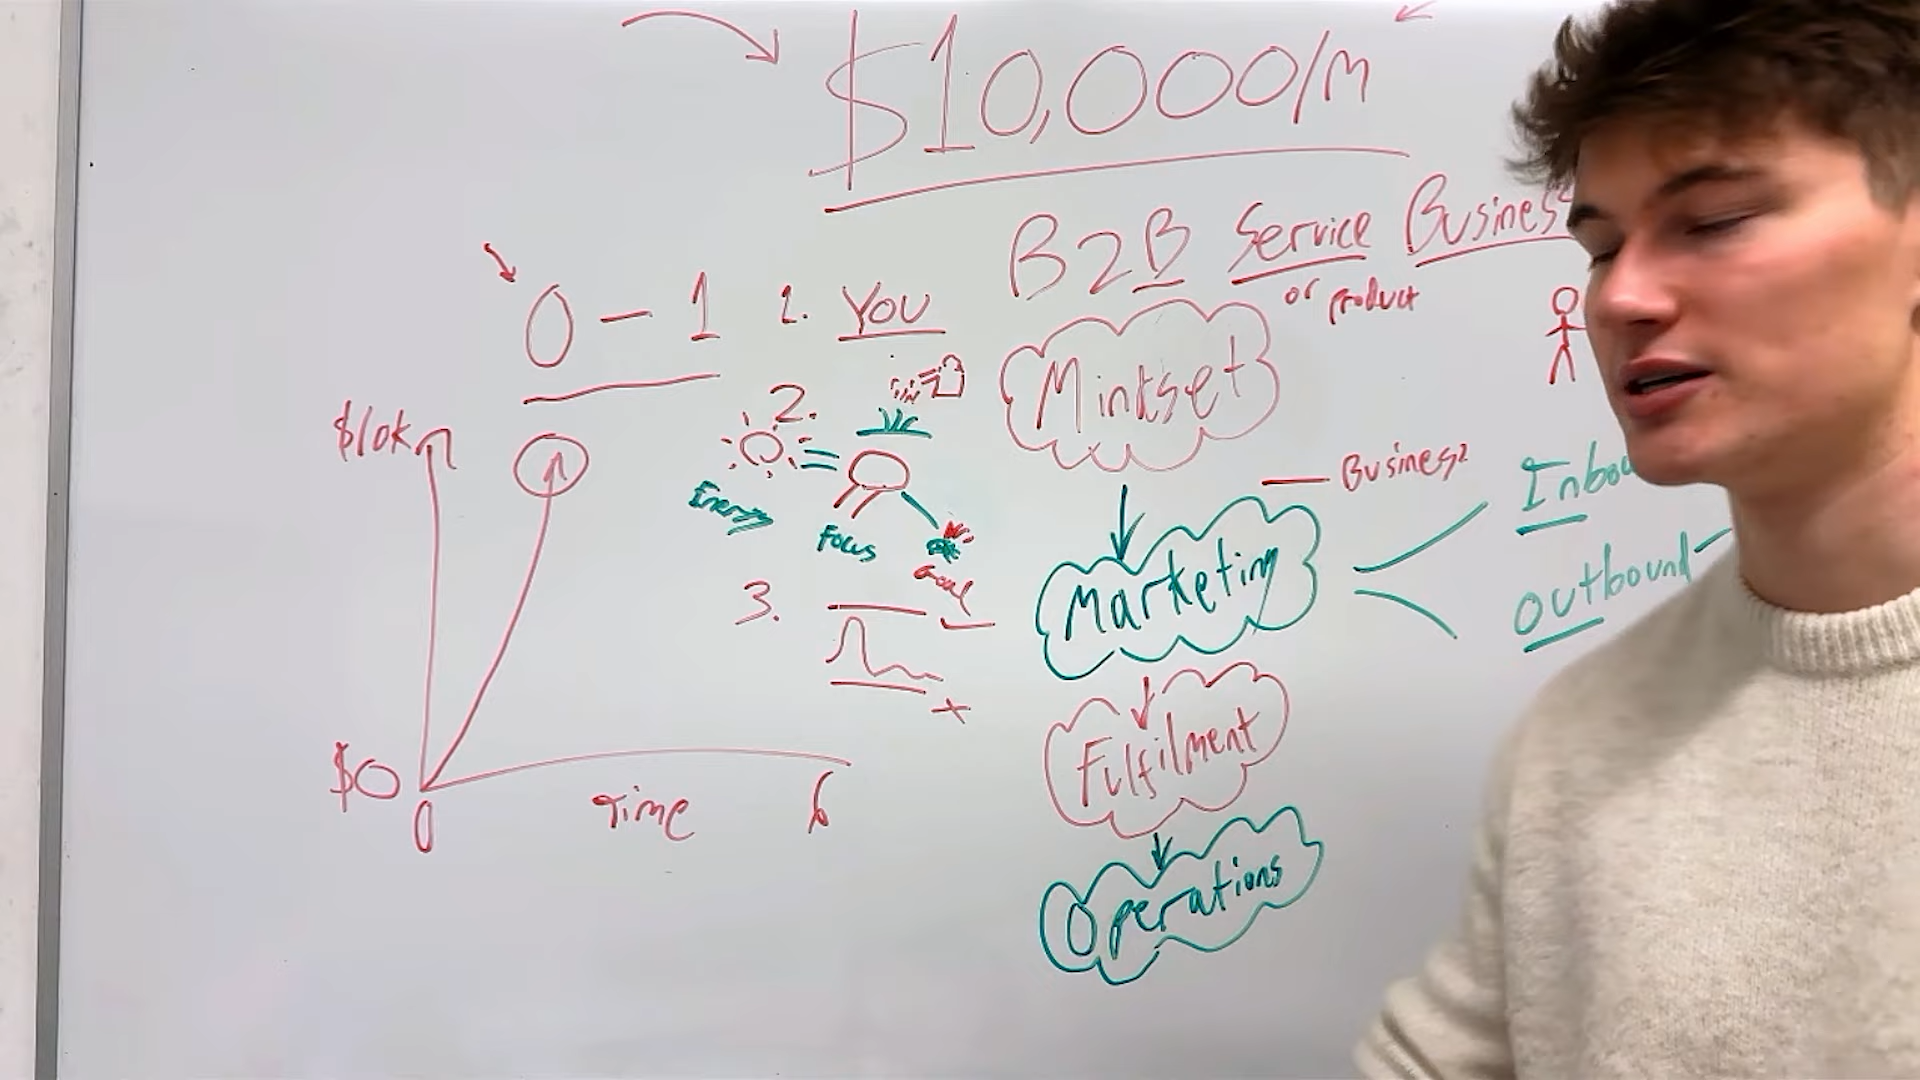 $10,000/m
B2B Service Business
or product
0 - 1
1. YOU
2.
Energy
Focus
Goal
3.
$10k
$0
0
Time
6
Mindset
Business
Marketing
Inbou
Outbound
Fulfilment
Operations